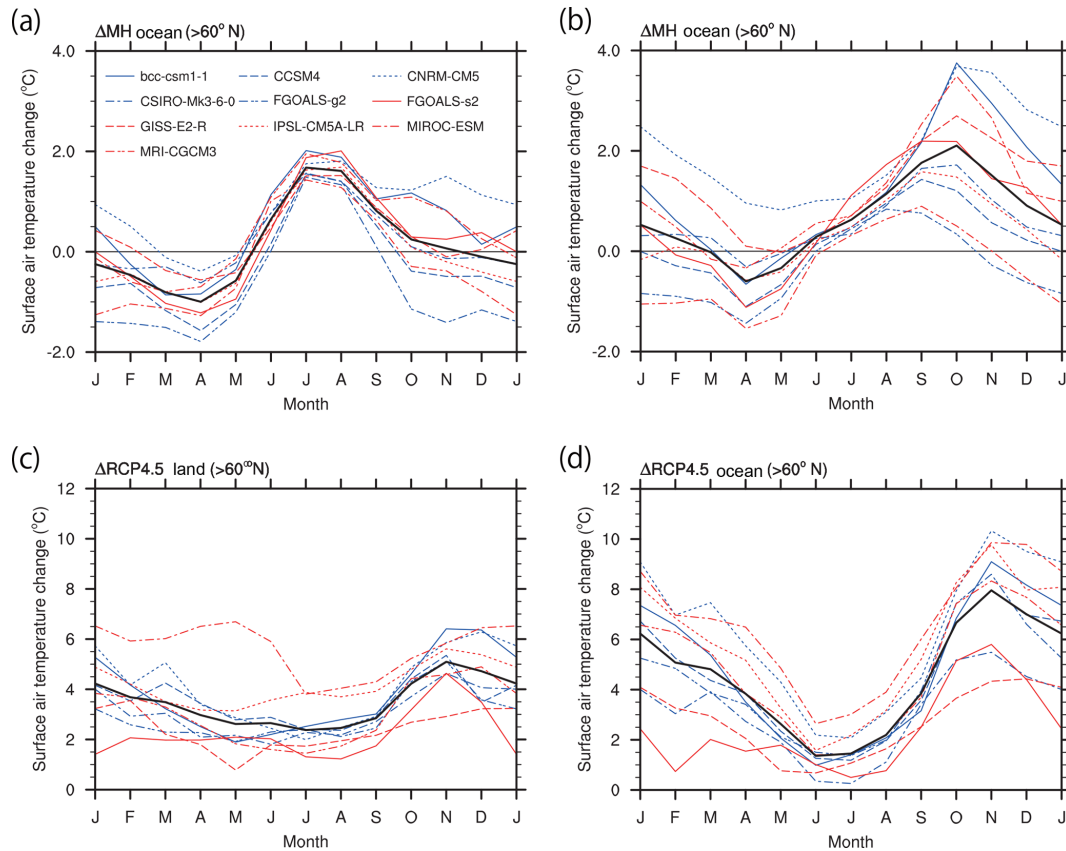 (a)
ΔMH ocean (>60° N)
4.0
2.0
0.0
-2.0
Surface air temperature change (°C)
bcc-csm1-1
CCSM4
CNRM-CM5
CSIRO-Mk3-6-0
FGOALS-g2
FGOALS-s2
GISS-E2-R
IPSL-CM5A-LR
MIROC-ESM
MRI-CGCM3
J F M A M J J A S O N D J
Month
(b)
ΔMH ocean (>60° N)
4.0
2.0
0.0
-2.0
Surface air temperature change (°C)
J F M A M J J A S O N D J
Month
(c)
ΔRCP4.5 land (>60°° N)
12
10
8
6
4
2
0
Surface air temperature change (°C)
J F M A M J J A S O N D J
Month
(d)
ΔRCP4.5 ocean (>60° N)
12
10
8
6
4
2
0
Surface air temperature change (°C)
J F M A M J J A S O N D J
Month